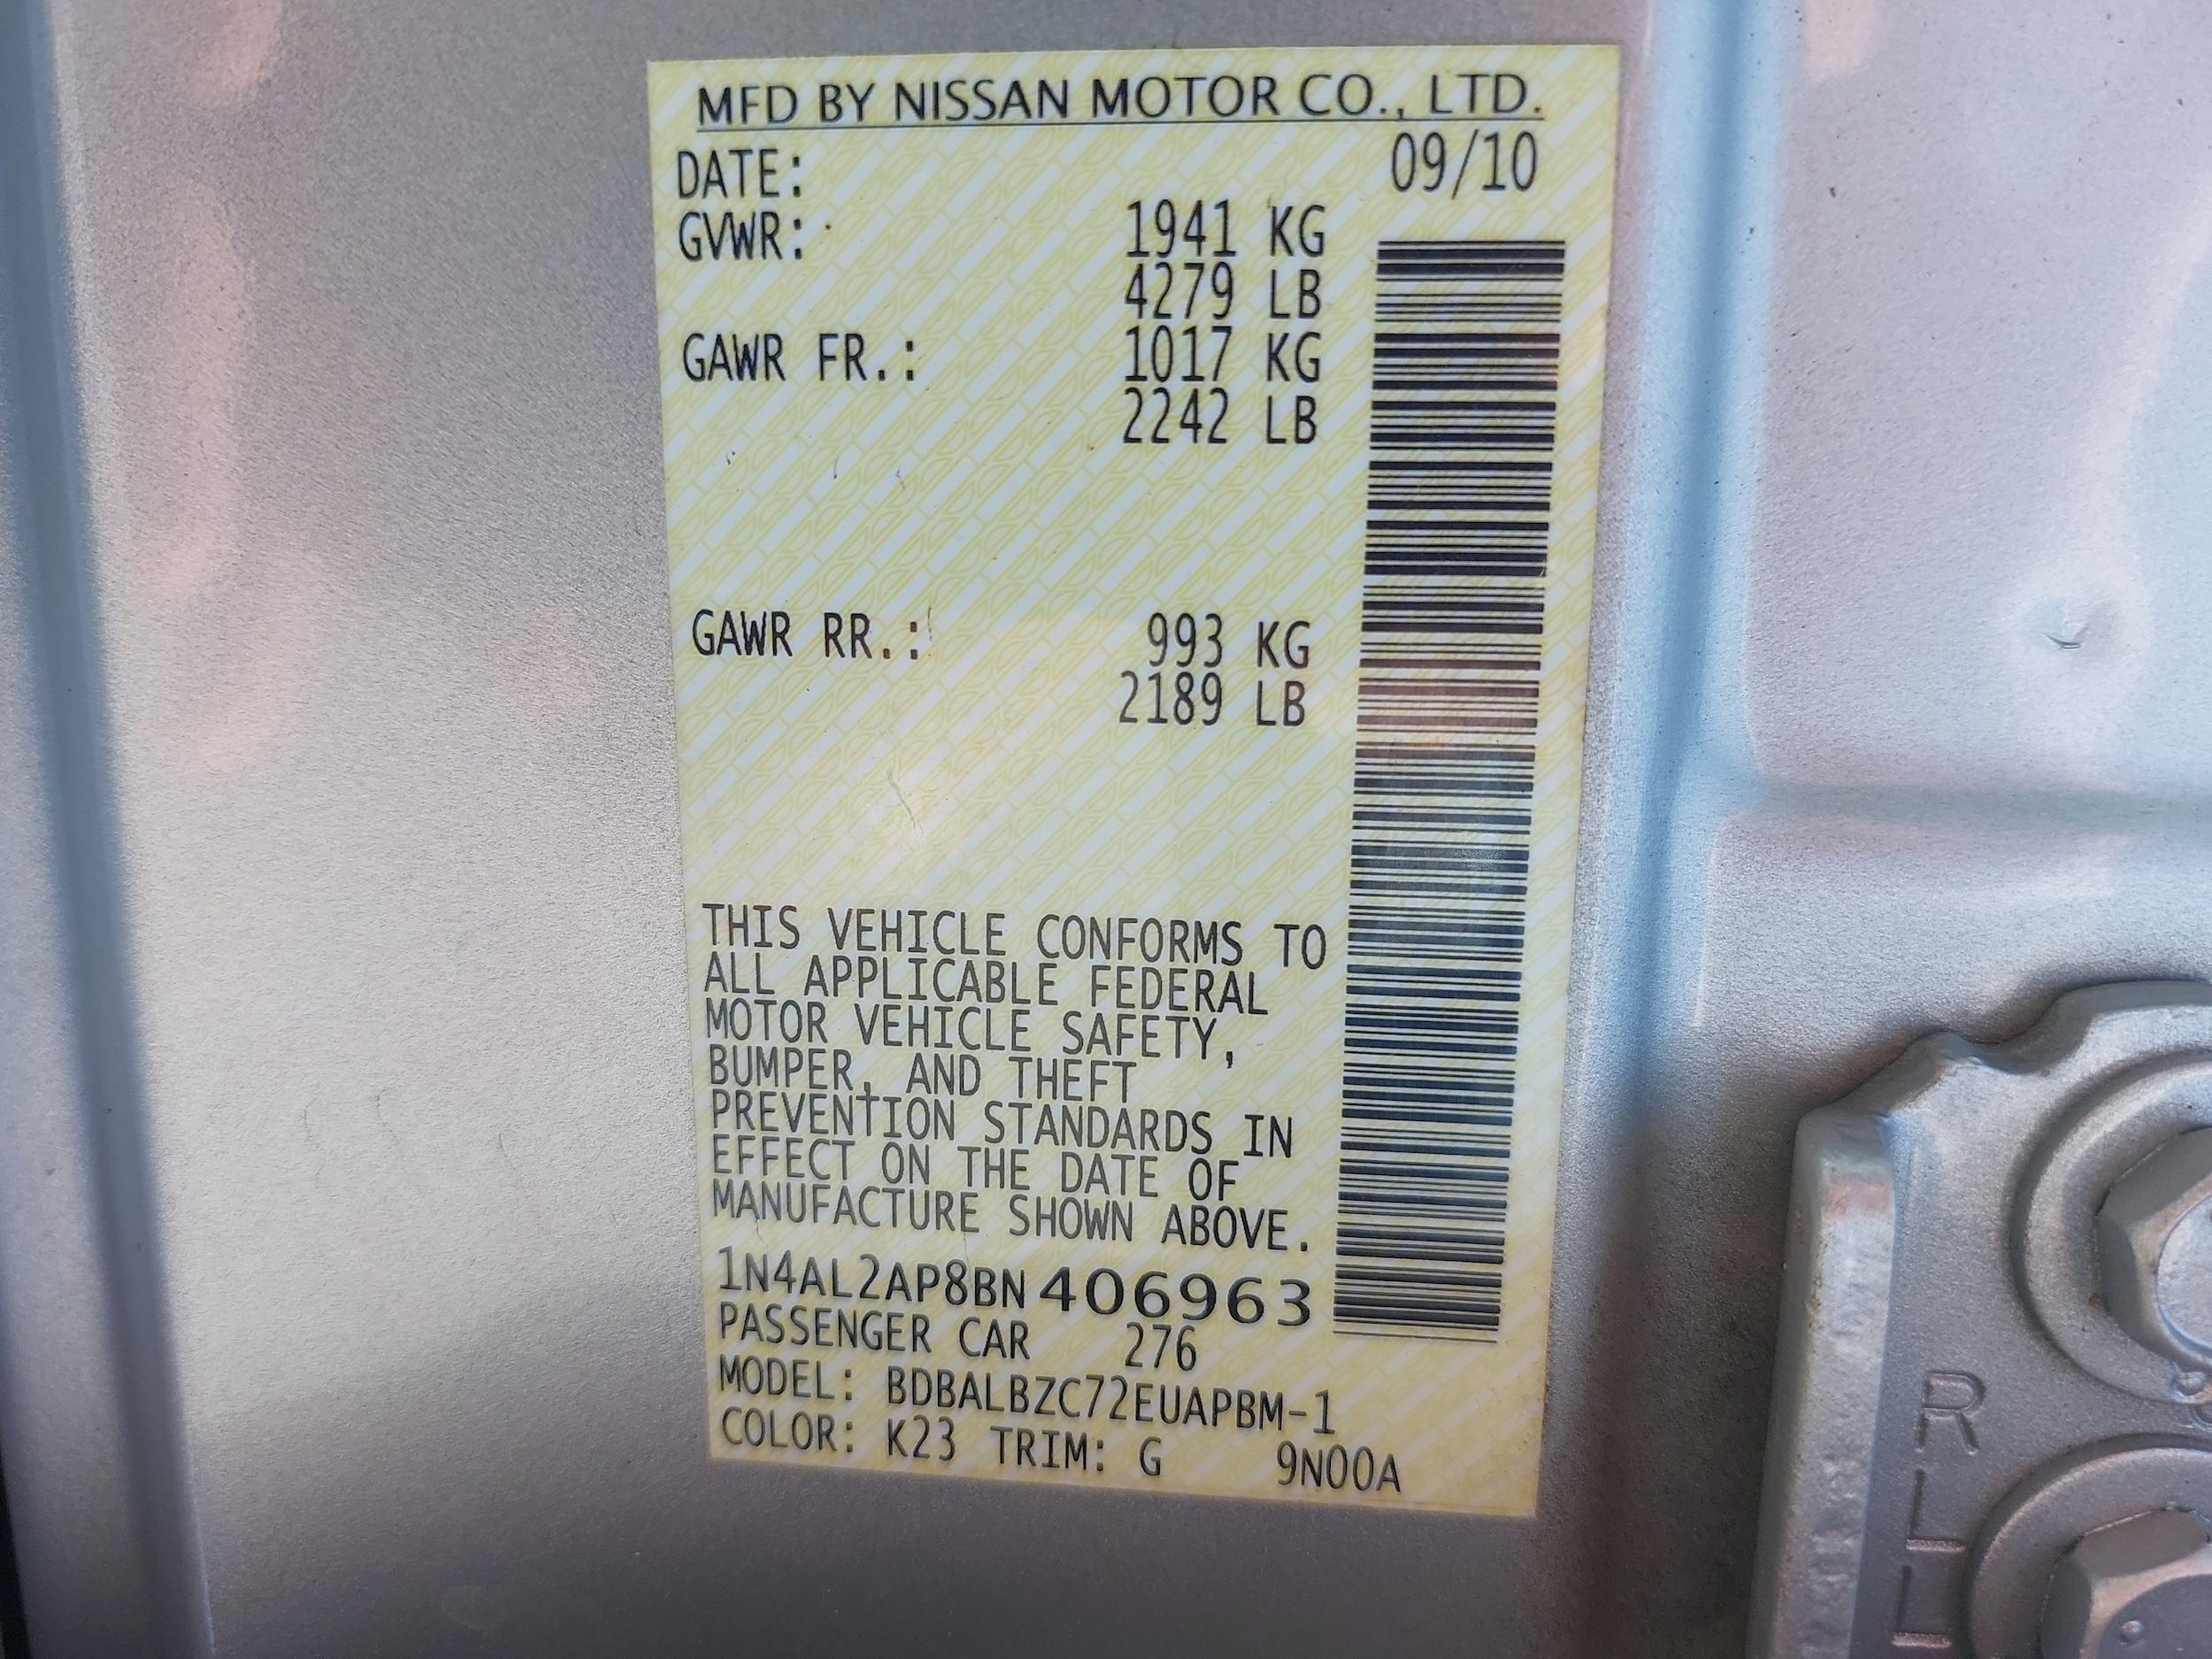 MFD BY NISSAN MOTOR CO., LTD.
DATE: 09/10
GVWR: 1941 KG
4279 LB
GAWR FR.: 1017 KG
2242 LB
GAWR RR.: 993 KG
2189 LB
THIS VEHICLE CONFORMS TO
ALL APPLICABLE FEDERAL
MOTOR VEHICLE SAFETY,
BUMPER, AND THEFT
PREVENTION STANDARDS IN
EFFECT ON THE DATE OF
MANUFACTURE SHOWN ABOVE.
1N4AL2AP8BN406963
PASSENGER CAR 276
MODEL: BDBALBZC72EUAPBM-1
COLOR: K23 TRIM: G 9N00A